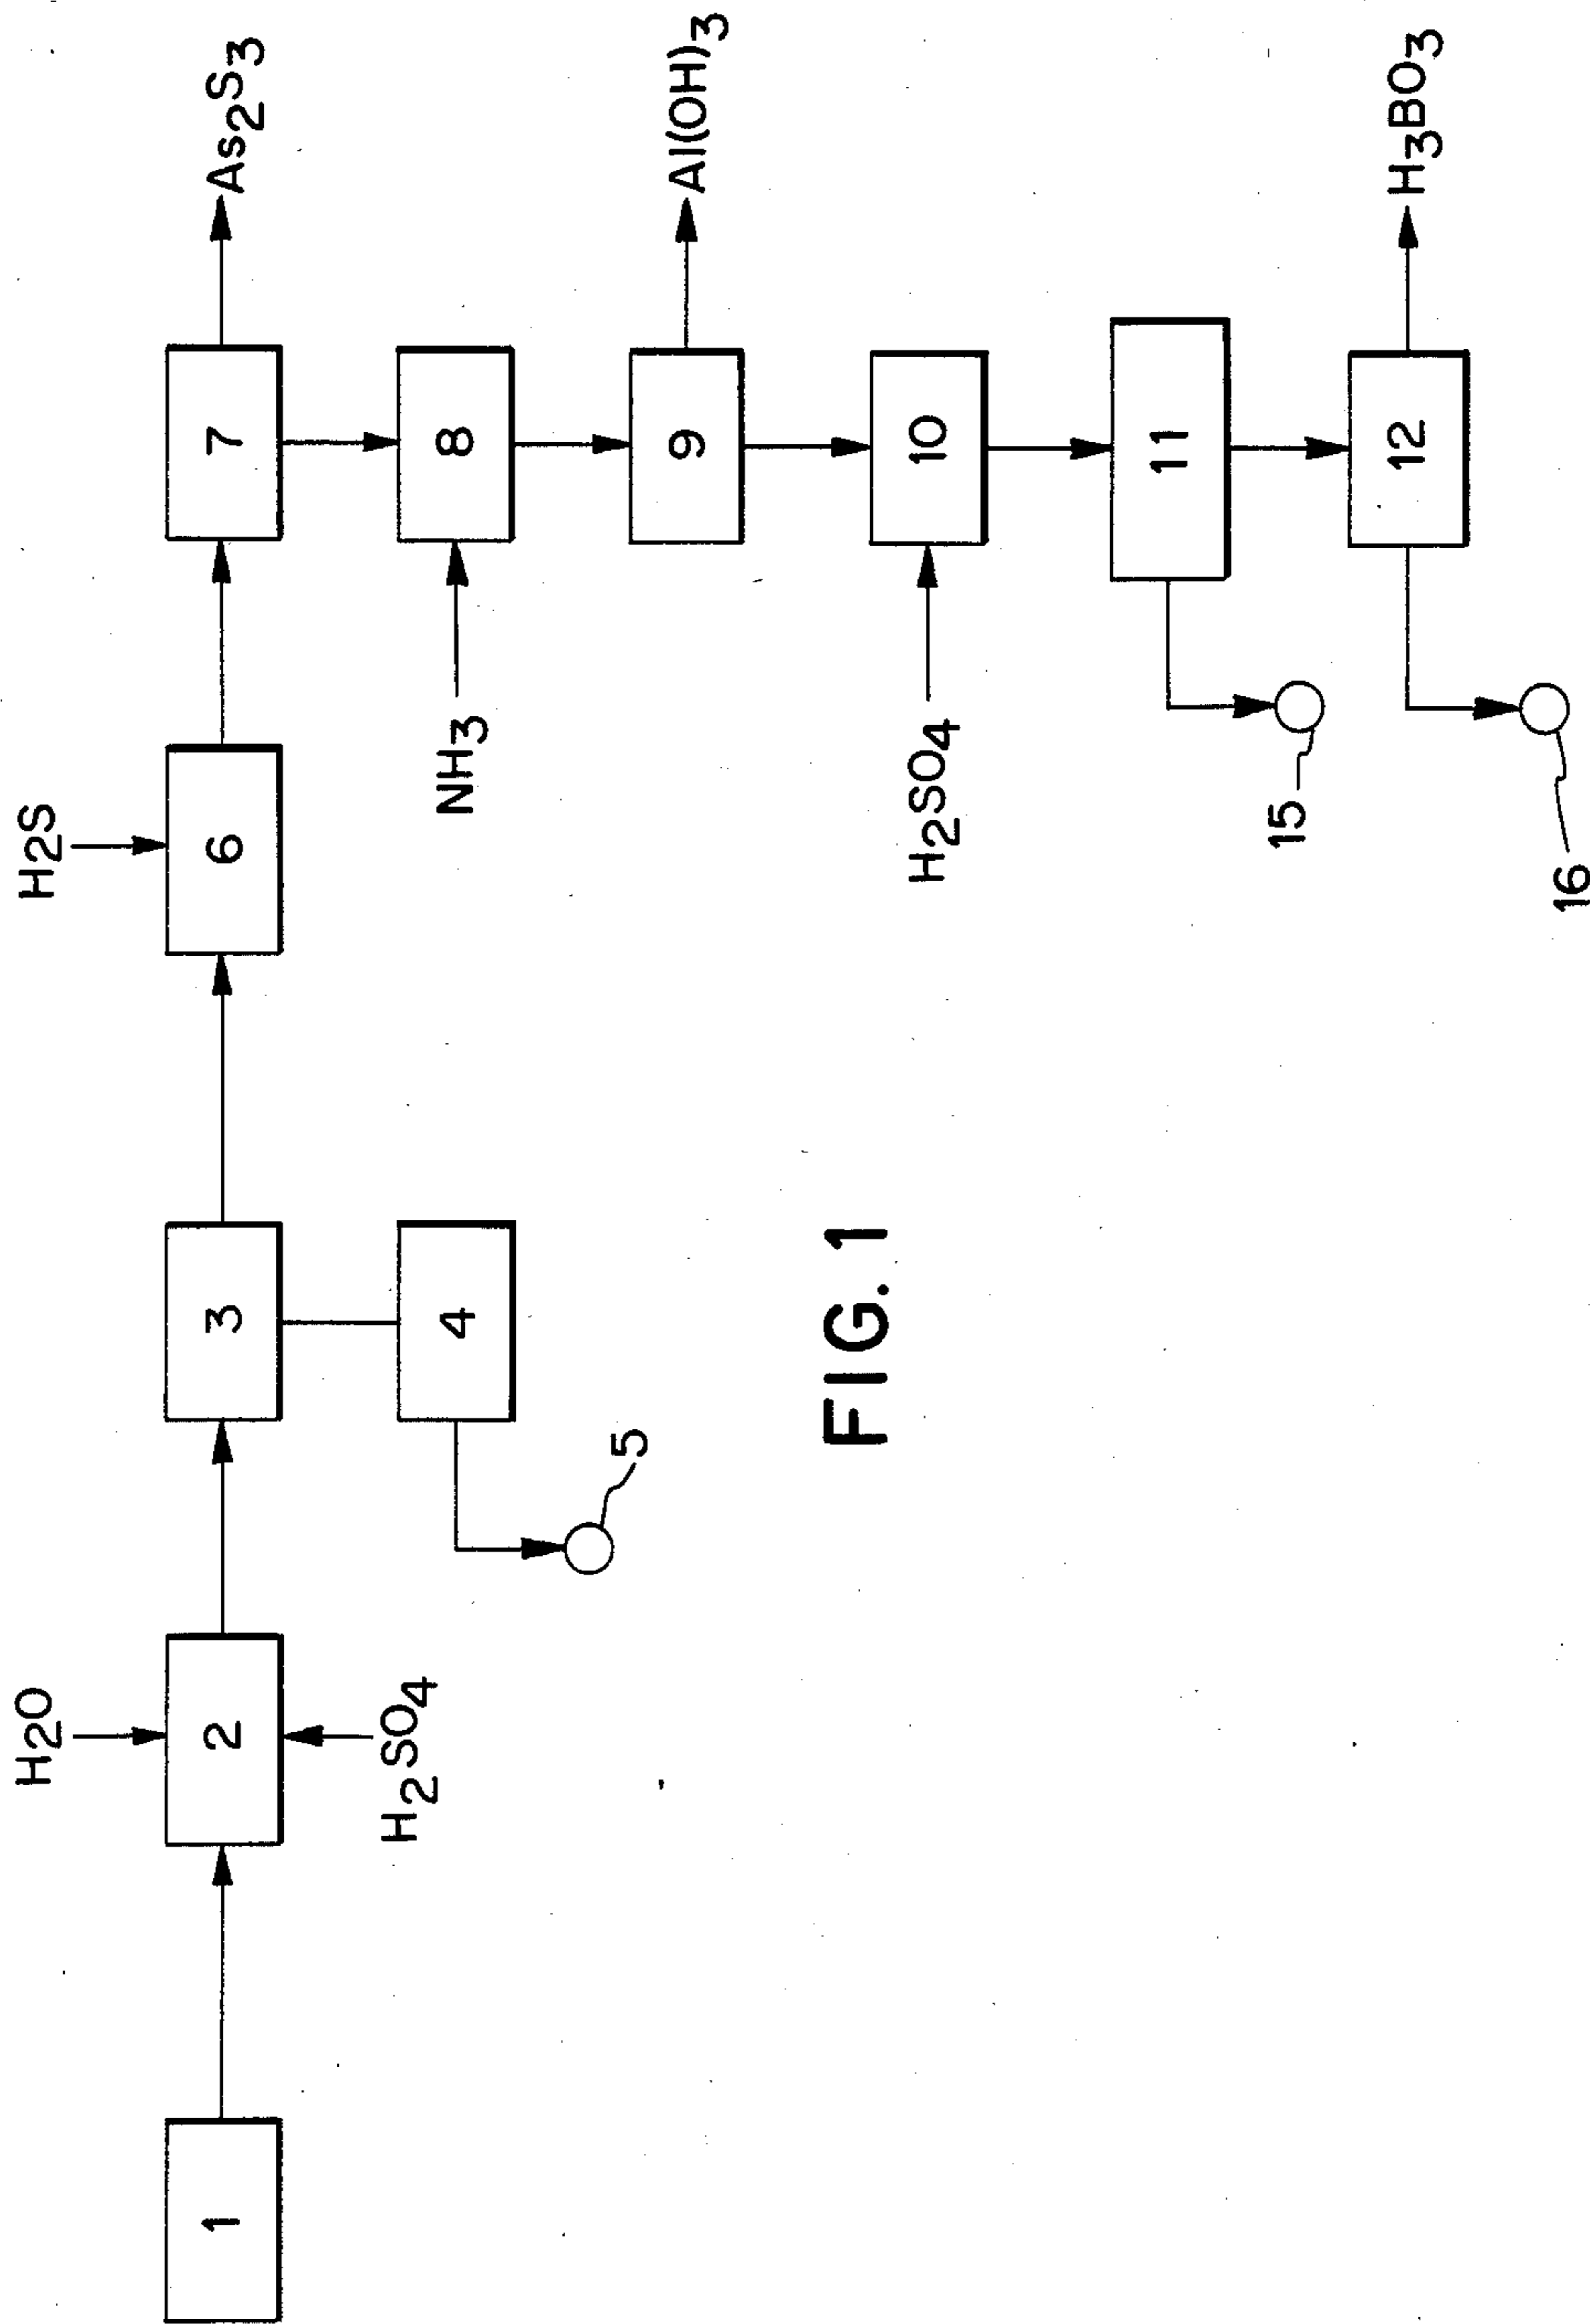 H2O
H2S
1
2
3
6
7
As2S3
H2SO4
4
5
NH3
8
9
Al(OH)3
H2SO4
10
11
15
12
H3BO3
16
FIG. 1